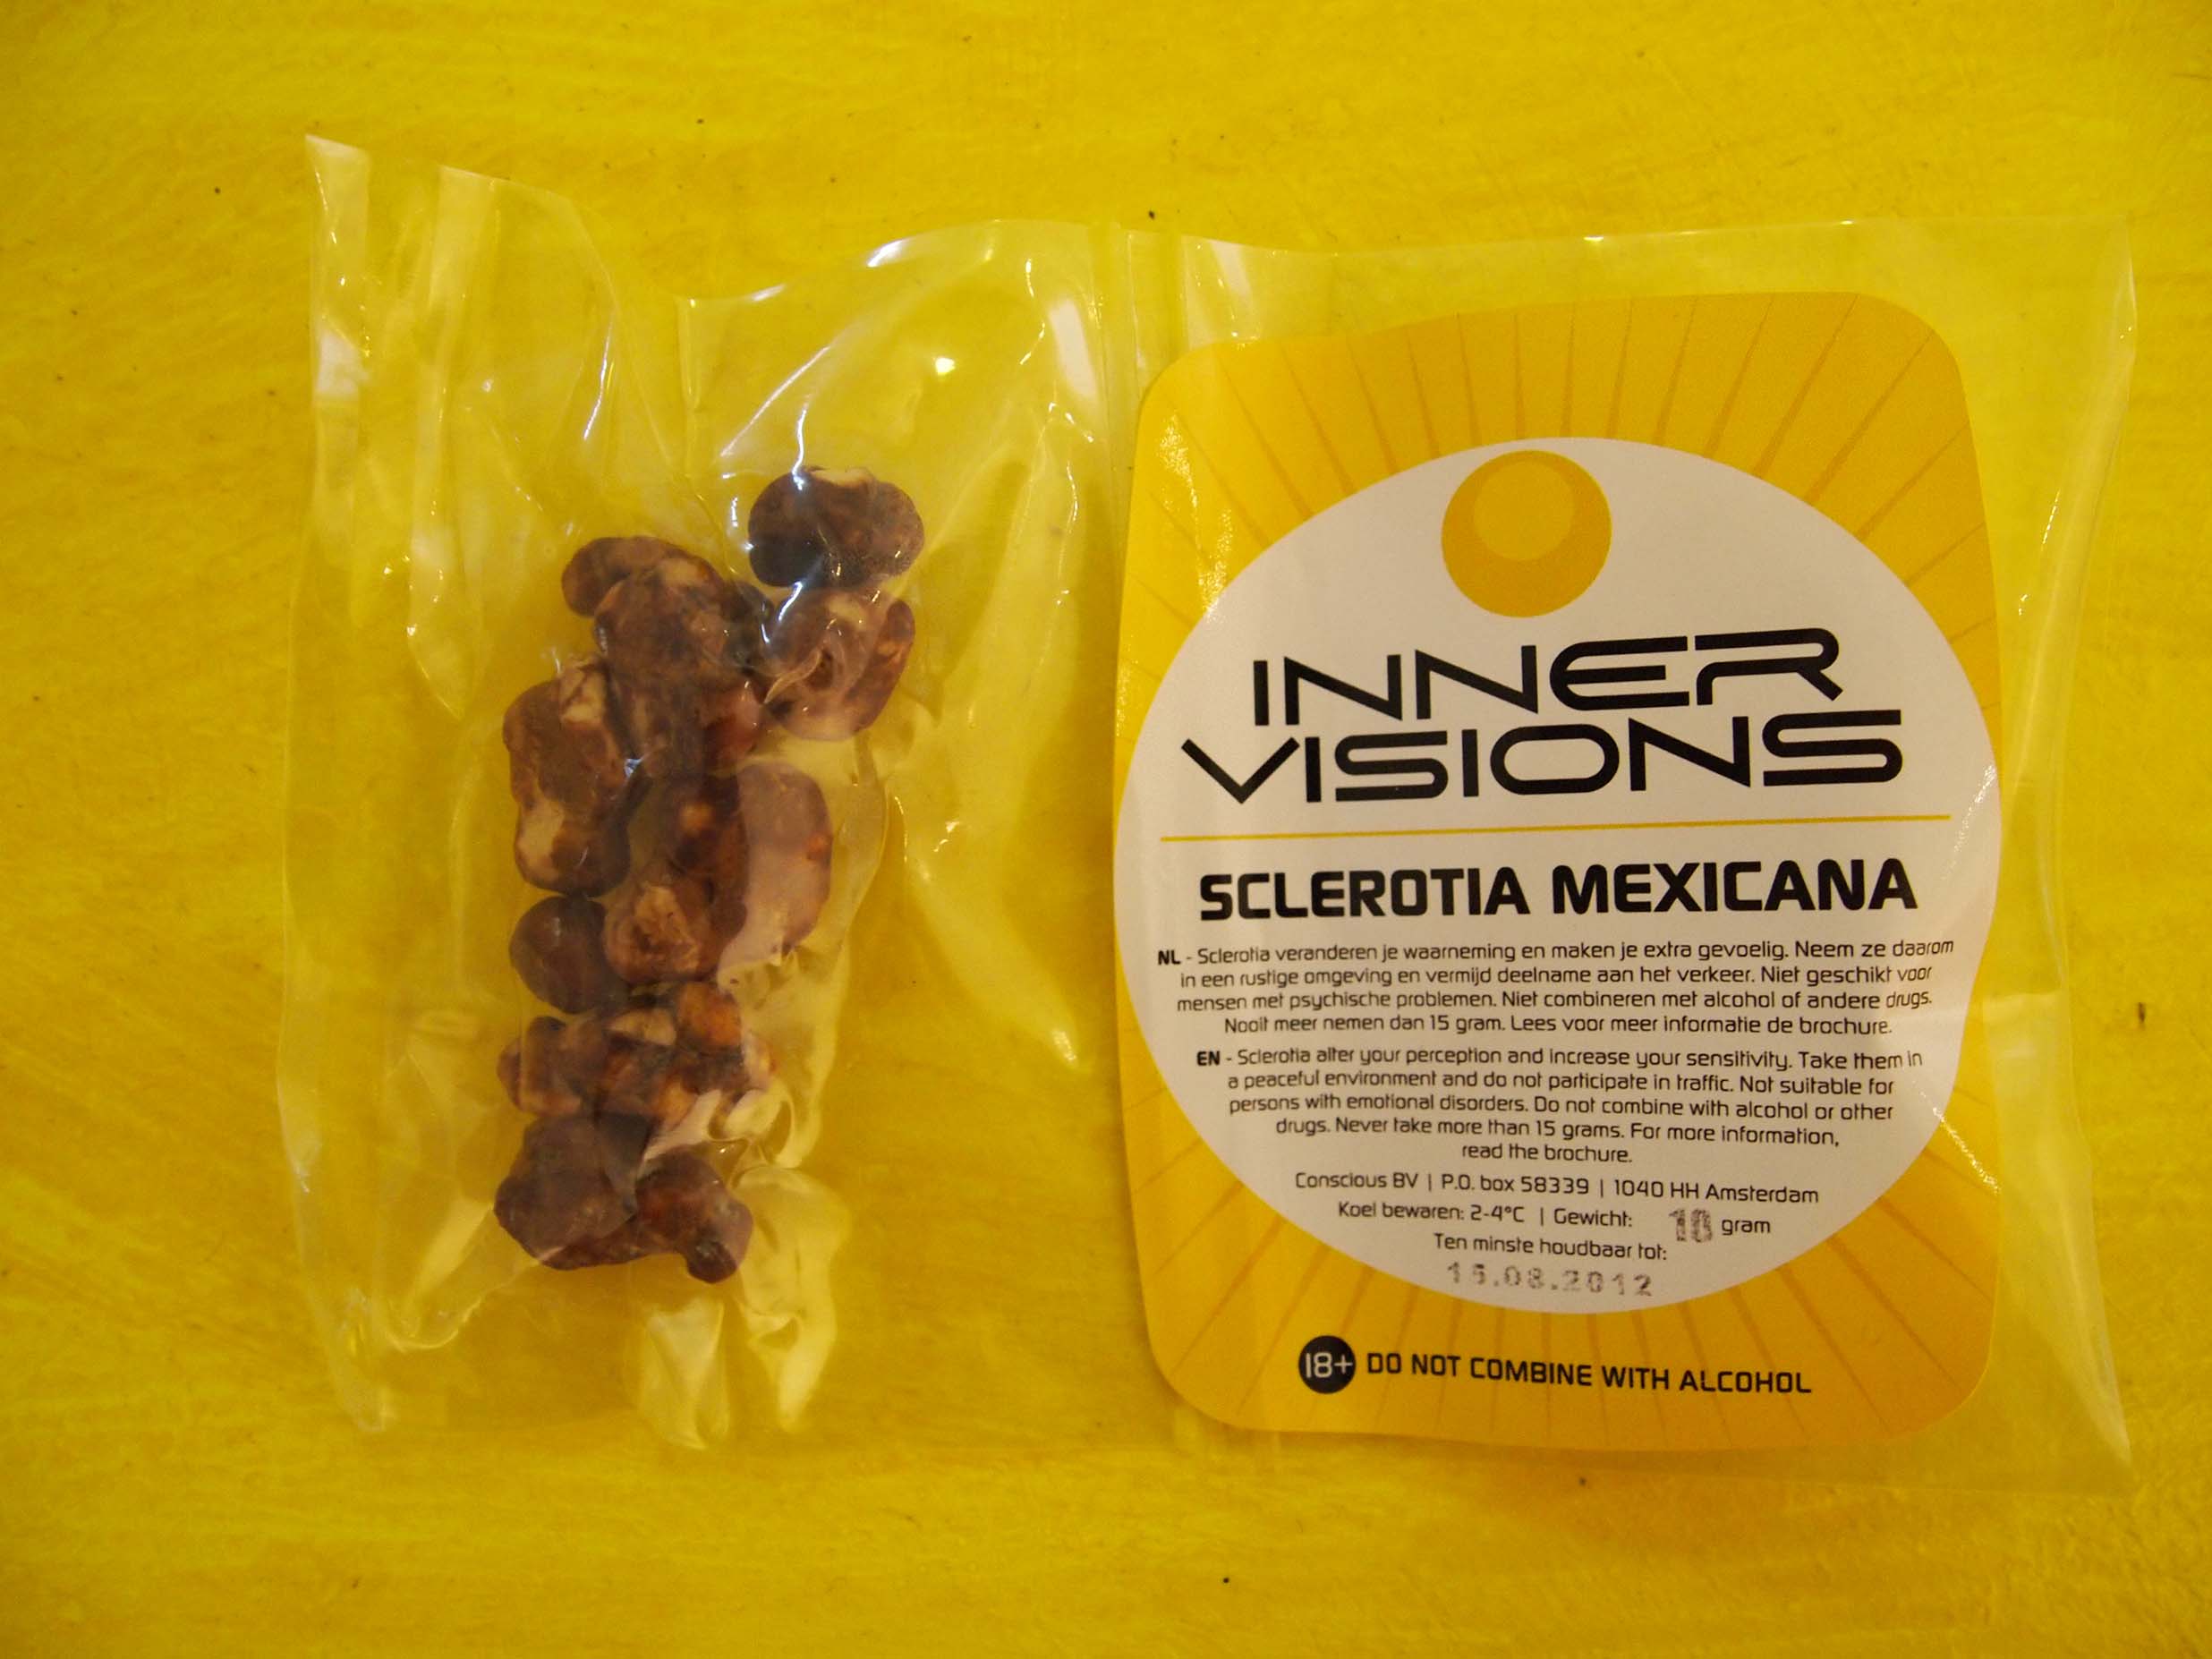 INNER
VISIONS
SCLEROTIA MEXICANA
NL - Sclerotia veranderen je waarneming en maken je extra gevoelig. Neem ze daarom
in een rustige omgeving en vermijd deelname aan het verkeer. Niet geschikt voor
mensen met psychische problemen. Niet combineren met alcohol of andere drugs.
Nooit meer nemen dan 15 gram. Lees voor meer informatie de brochure.
EN - Sclerotia alter your perception and increase your sensitivity. Take them in
a peaceful environment and do not participate in traffic. Not suitable for
persons with emotional disorders. Do not combine with alcohol or other
drugs. Never take more than 15 grams. For more information,
read the brochure.
Conscious BV | P.O. box 58339 | 1040 HH Amsterdam
Koel bewaren: 2-4°C | Gewicht: gram
Ten minste houdbaar tot:
15.08.2012
18+ DO NOT COMBINE WITH ALCOHOL